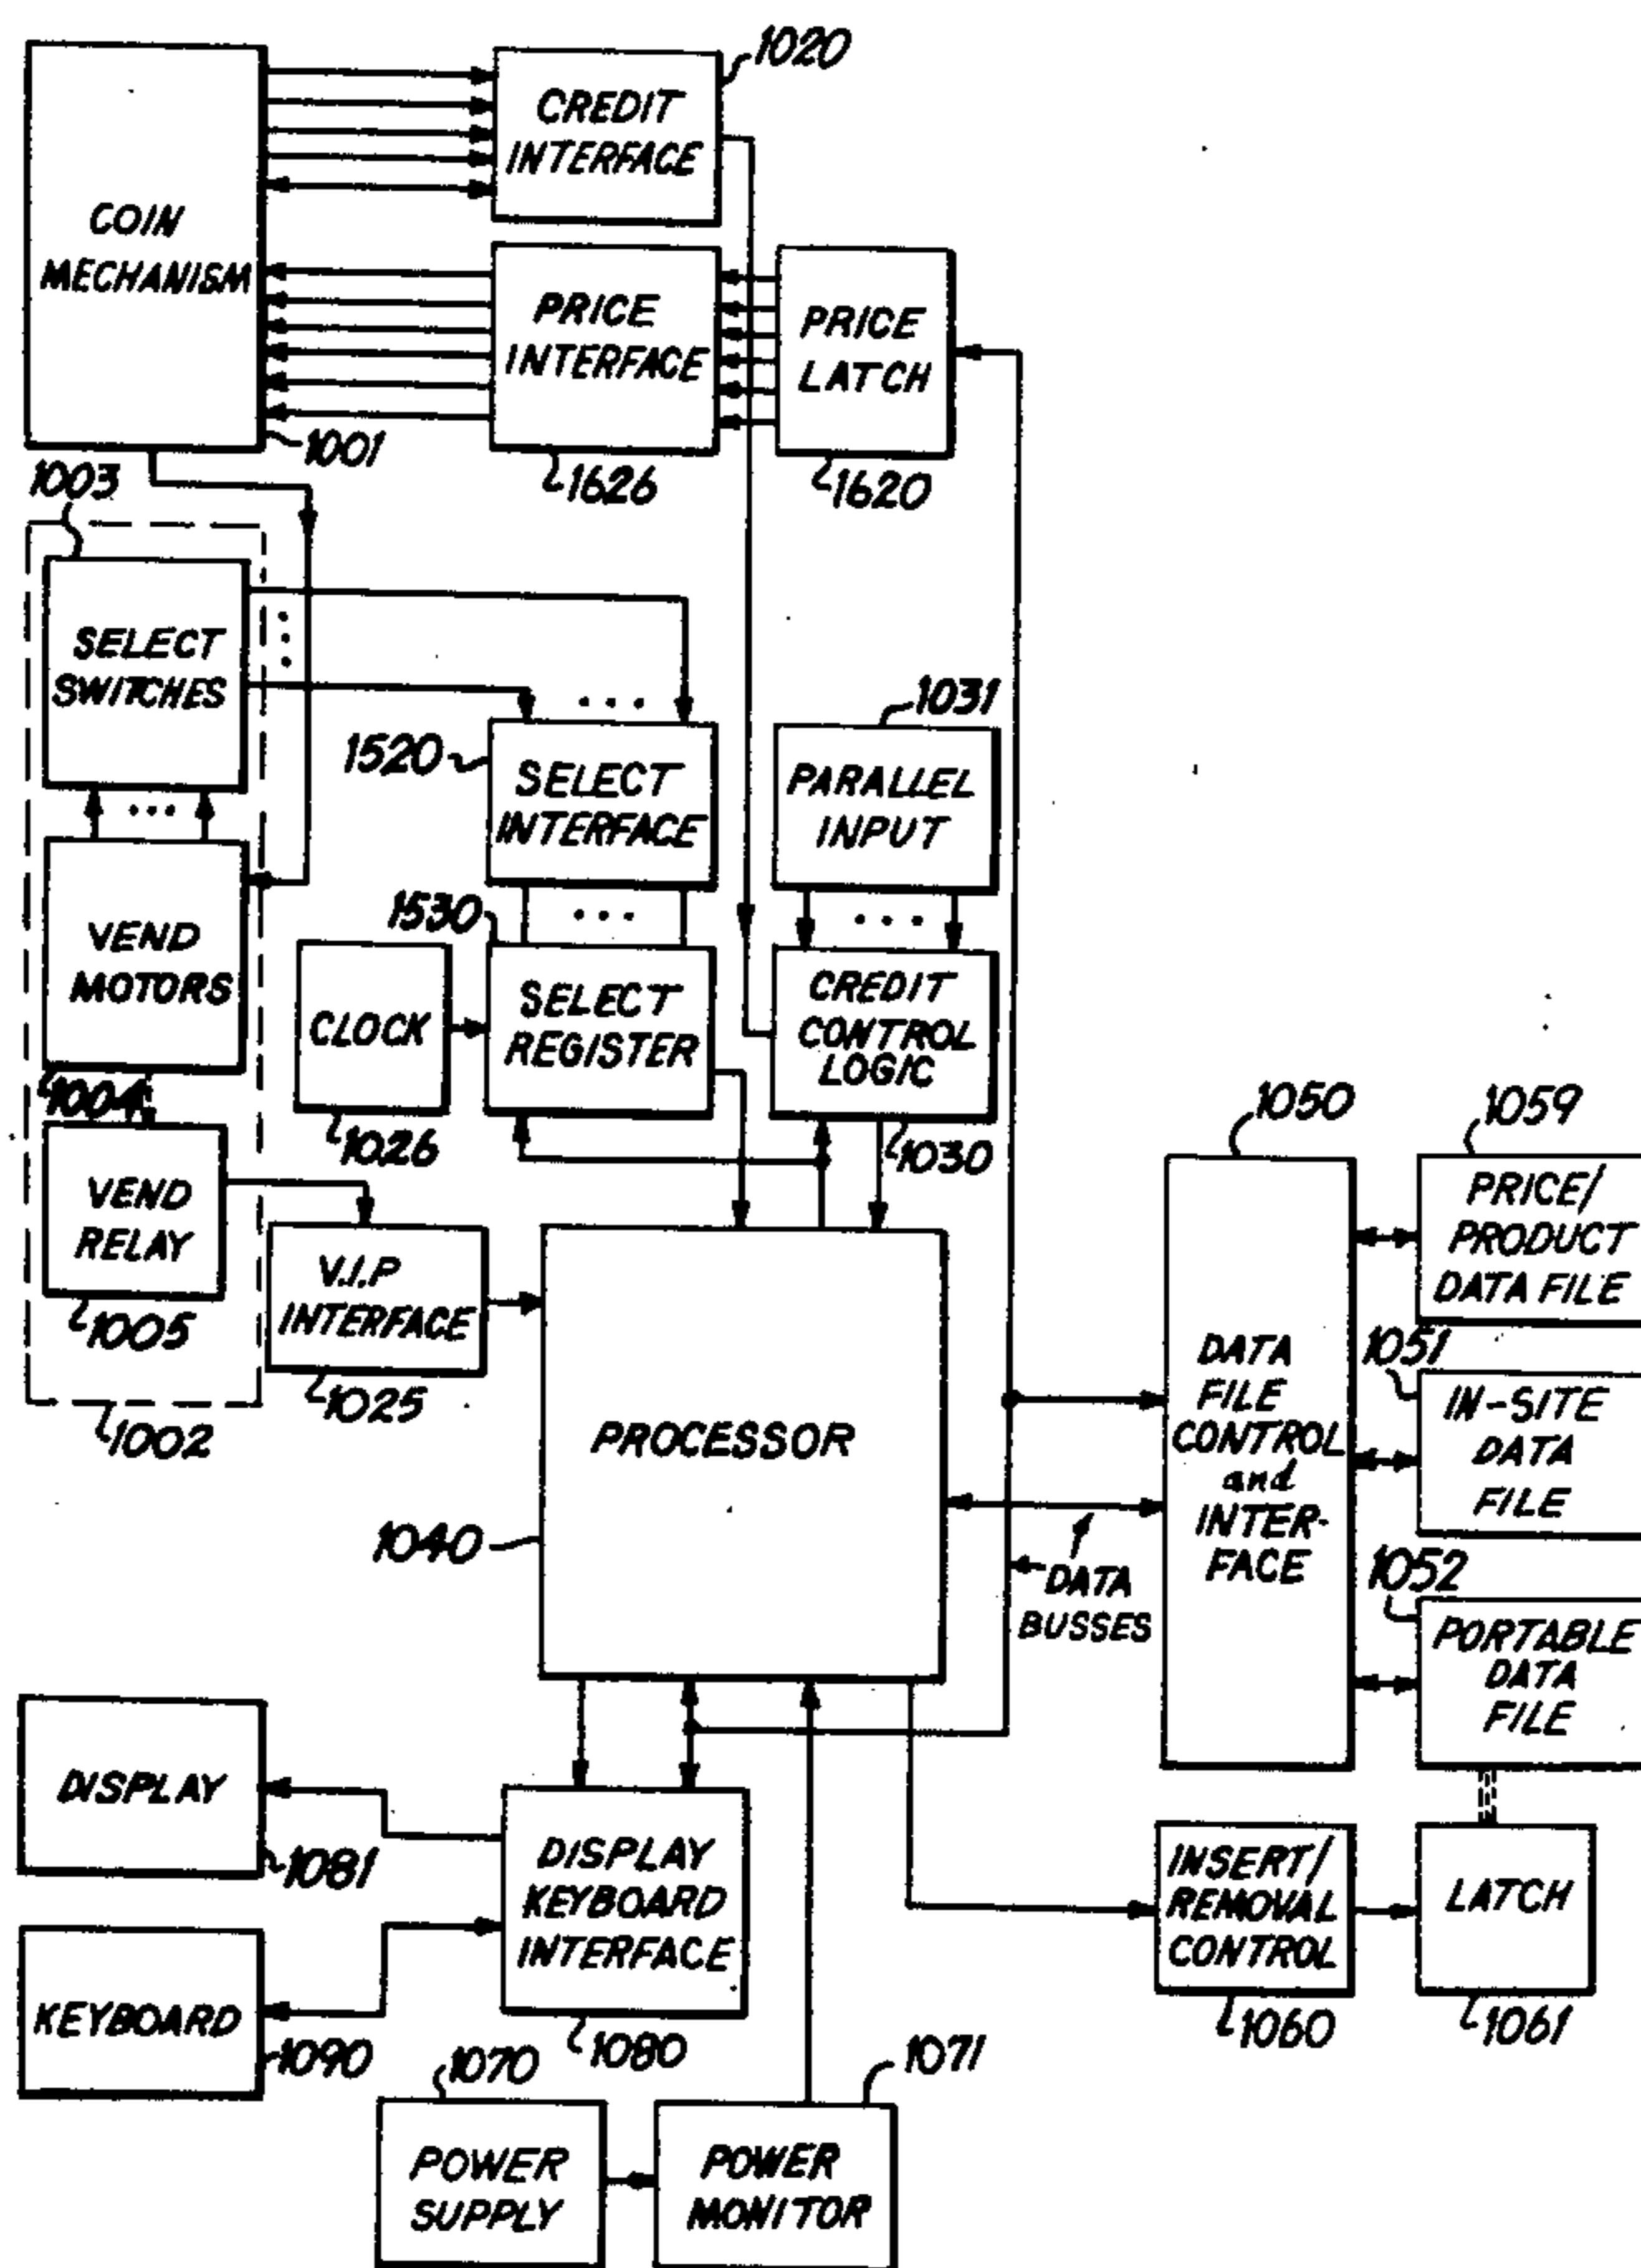 1020
CREDIT
INTERFACE
COIN
MECHANISM
PRICE
INTERFACE
PRICE
LATCH
1001
1626
1620
1003
SELECT
SWITCHES
1031
1520
SELECT
INTERFACE
PARALLEL
INPUT
1530
VEND
MOTORS
CLOCK
SELECT
REGISTER
CREDIT
CONTROL
LOGIC
1004
1026
1030
1050
1059
VEND
RELAY
V.I.P
INTERFACE
PRICE/
PRODUCT
DATA FILE
1005
1025
1002
PROCESSOR
DATA
FILE
CONTROL
and
INTER-
FACE
1051
IN-SITE
DATA
FILE
1040
DATA
BUSSES
1052
PORTABLE
DATA
FILE
DISPLAY
1081
DISPLAY
KEYBOARD
INTERFACE
INSERT/
REMOVAL
CONTROL
LATCH
KEYBOARD
1090
1080
1060
1061
1070
1071
POWER
SUPPLY
POWER
MONITOR